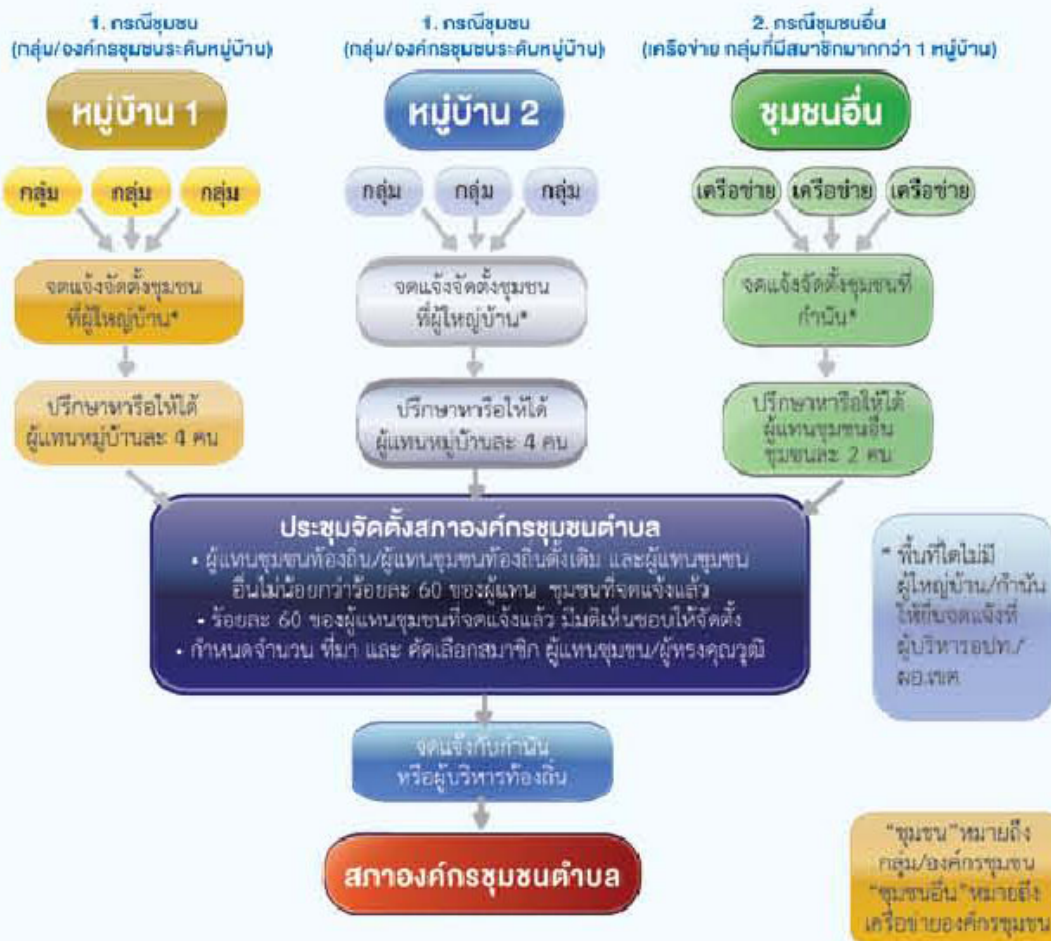 1. กรณีชุมชน
(กลุ่ม/องค์กรชุมชนระดับหมู่บ้าน)
หมู่บ้าน 1
กลุ่ม กลุ่ม กลุ่ม
จดแจ้งจัดตั้งชุมชน
ที่ผู้ใหญ่บ้าน*
ปรึกษาหารือให้ได้
ผู้แทนหมู่บ้านละ 4 คน
1. กรณีชุมชน
(กลุ่ม/องค์กรชุมชนระดับหมู่บ้าน)
หมู่บ้าน 2
กลุ่ม กลุ่ม กลุ่ม
จดแจ้งจัดตั้งชุมชน
ที่ผู้ใหญ่บ้าน*
ปรึกษาหารือให้ได้
ผู้แทนหมู่บ้านละ 4 คน
2. กรณีชุมชนอื่น
(เครือข่าย กลุ่มที่มีสมาชิกมากกว่า 1 หมู่บ้าน)
ชุมชนอื่น
เครือข่าย เครือข่าย เครือข่าย
จดแจ้งจัดตั้งชุมชนที่
กำนัน*
ปรึกษาหารือให้ได้
ผู้แทนชุมชนอื่น
ชุมชนละ 2 คน
ประชุมจัดตั้งสภาองค์กรชุมชนตำบล
• ผู้แทนชุมชนท้องถิ่น/ผู้แทนชุมชนท้องถิ่นดั้งเดิม และผู้แทนชุมชน
อื่นไม่น้อยกว่าร้อยละ 60 ของผู้แทน ชุมชนที่จดแจ้งแล้ว
• ร้อยละ 60 ของผู้แทนชุมชนที่จดแจ้งแล้ว มีมติเห็นชอบให้จัดตั้ง
• กำหนดจำนวน ที่มา และ คัดเลือกสมาชิก ผู้แทนชุมชน/ผู้ทรงคุณวุฒิ
* พื้นที่ใดไม่มี
ผู้ใหญ่บ้าน/กำนัน
ให้ยื่นจดแจ้งที่
ผู้บริหารอปท./
ผอ.เขต
จดแจ้งกับกำนัน
หรือผู้บริหารท้องถิ่น
สภาองค์กรชุมชนตำบล
"ชุมชน"หมายถึง
กลุ่ม/องค์กรชุมชน
"ชุมชนอื่น"หมายถึง
เครือข่ายองค์กรชุมชน